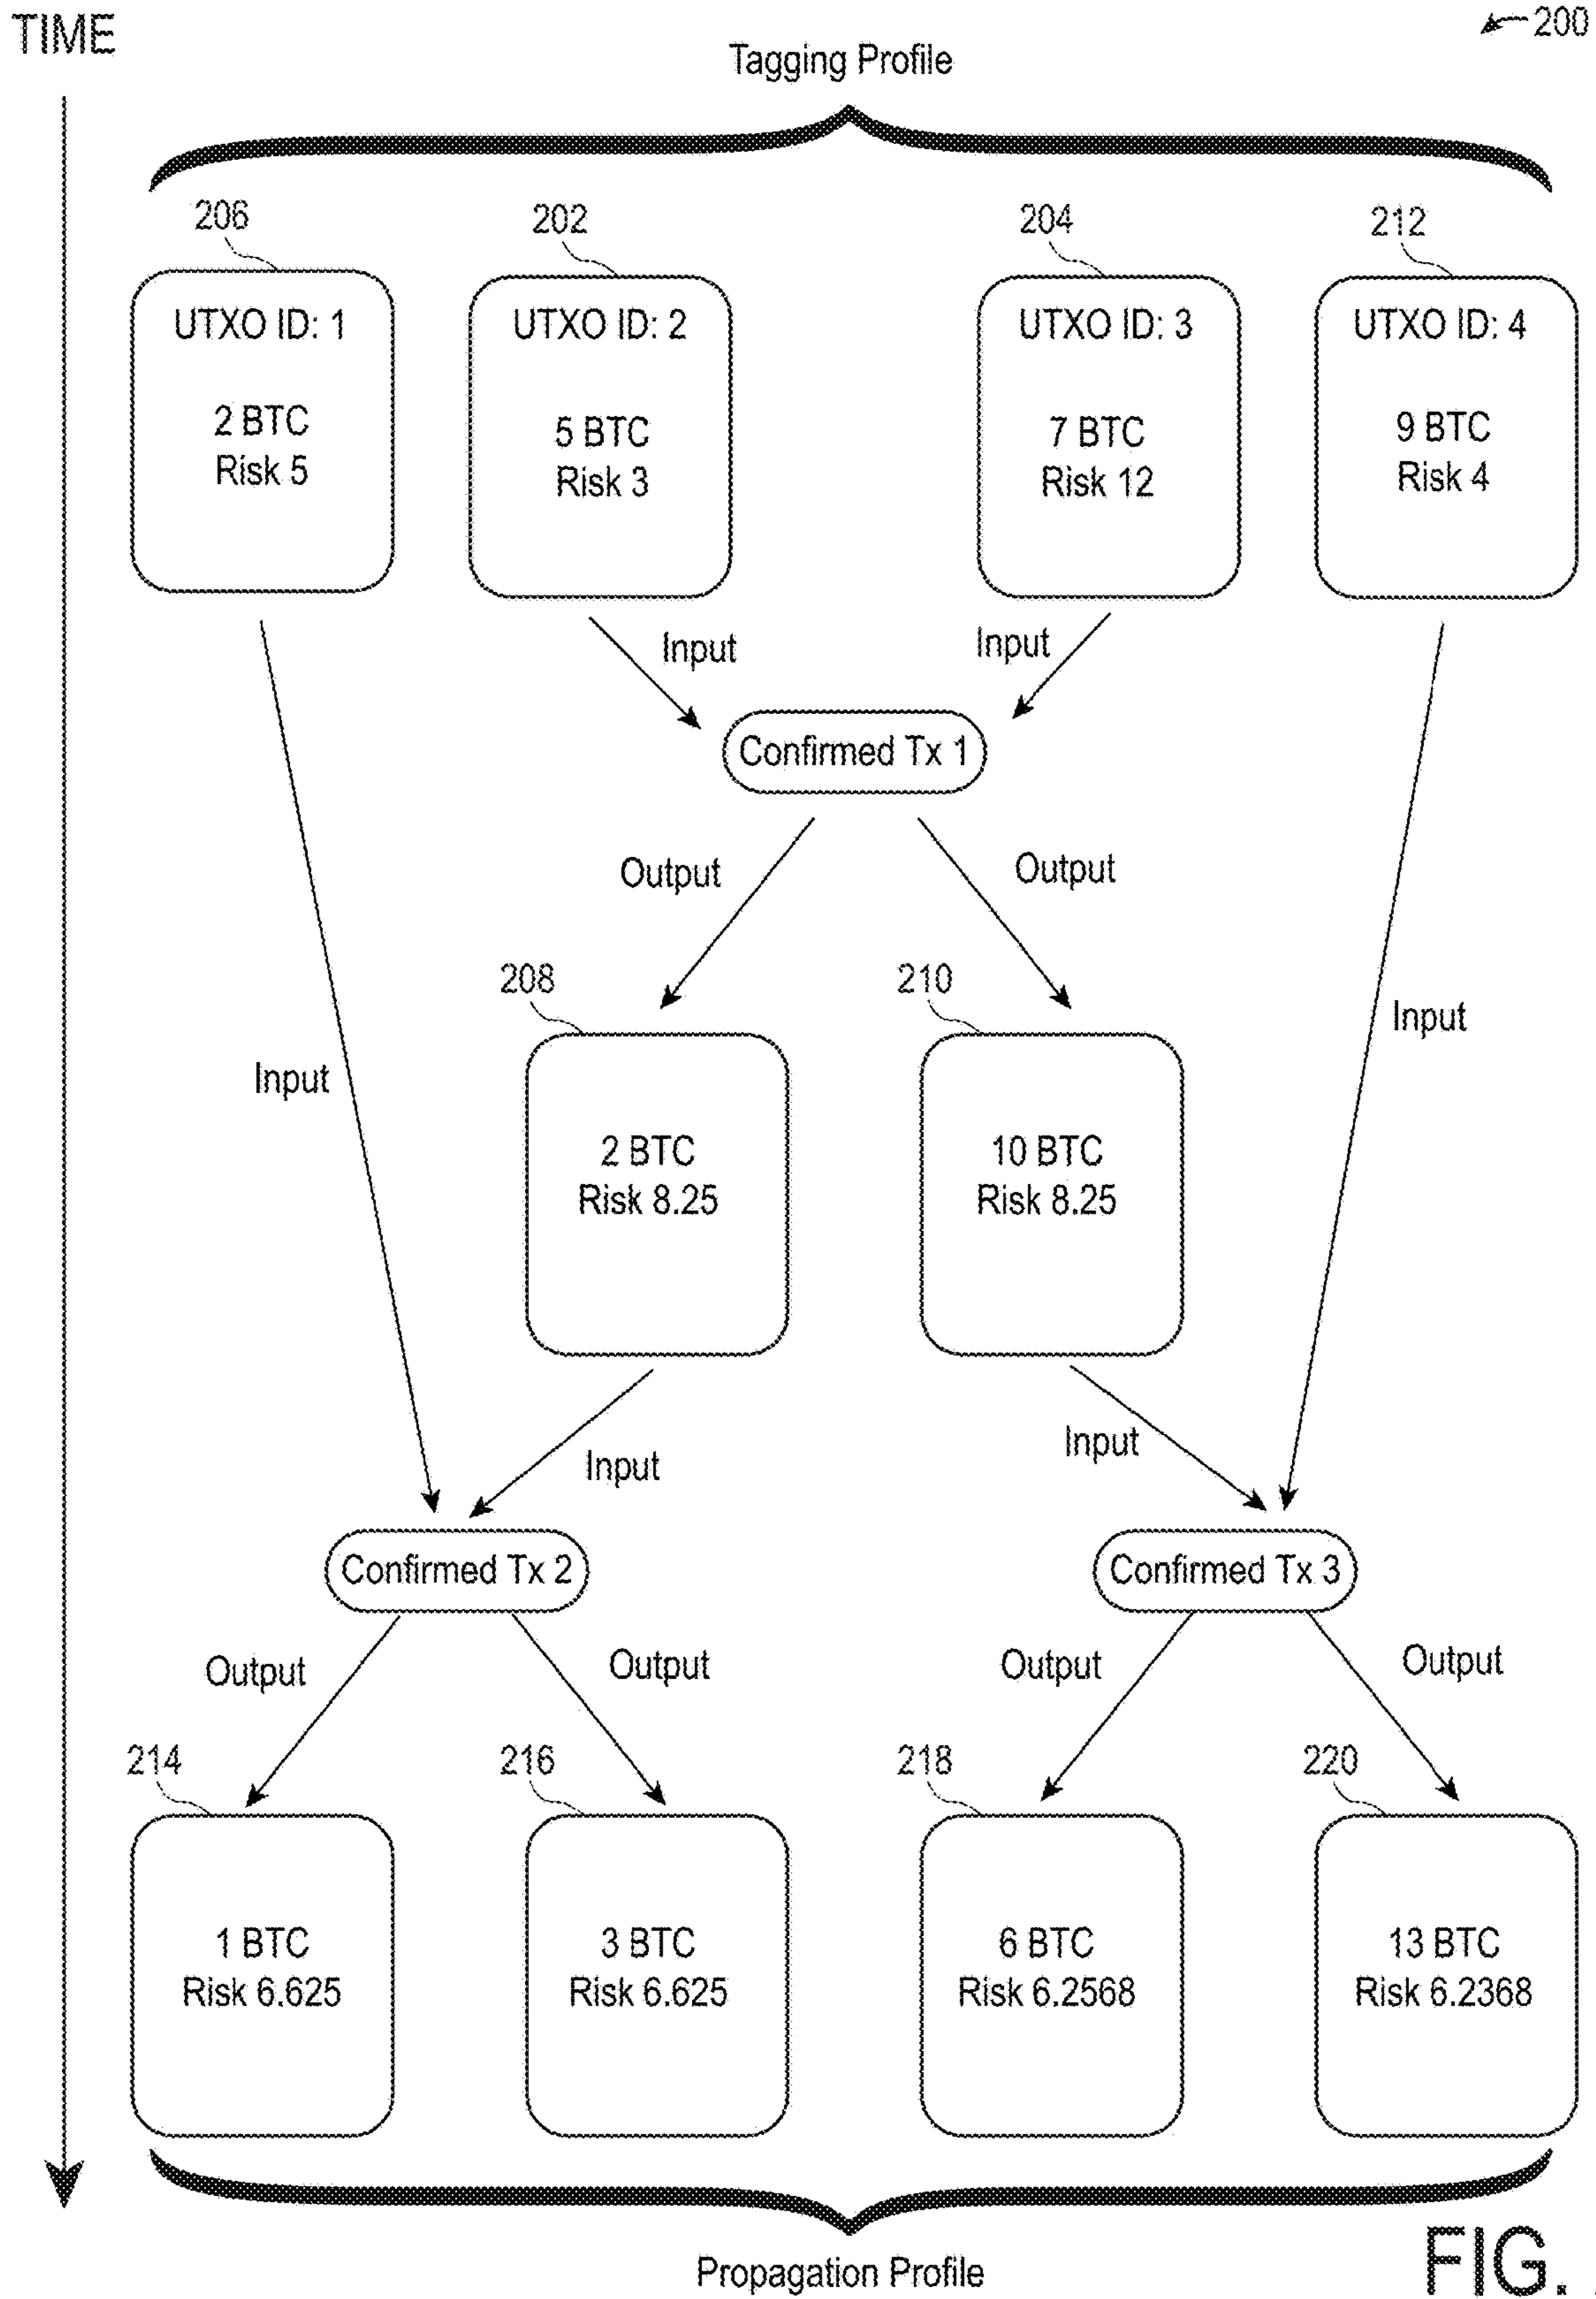 TIME
200
Tagging Profile
206
202
204
212
UTXO ID: 1
2 BTC
Risk 5
UTXO ID: 2
5 BTC
Risk 3
UTXO ID: 3
7 BTC
Risk 12
UTXO ID: 4
9 BTC
Risk 4
Input
Input
Confirmed Tx 1
Output
Output
208
210
Input
Input
2 BTC
Risk 8.25
10 BTC
Risk 8.25
Input
Input
Confirmed Tx 2
Confirmed Tx 3
Output
Output
Output
Output
214
216
218
220
1 BTC
Risk 6.625
3 BTC
Risk 6.625
6 BTC
Risk 6.2568
13 BTC
Risk 6.2368
Propagation Profile
FIG.